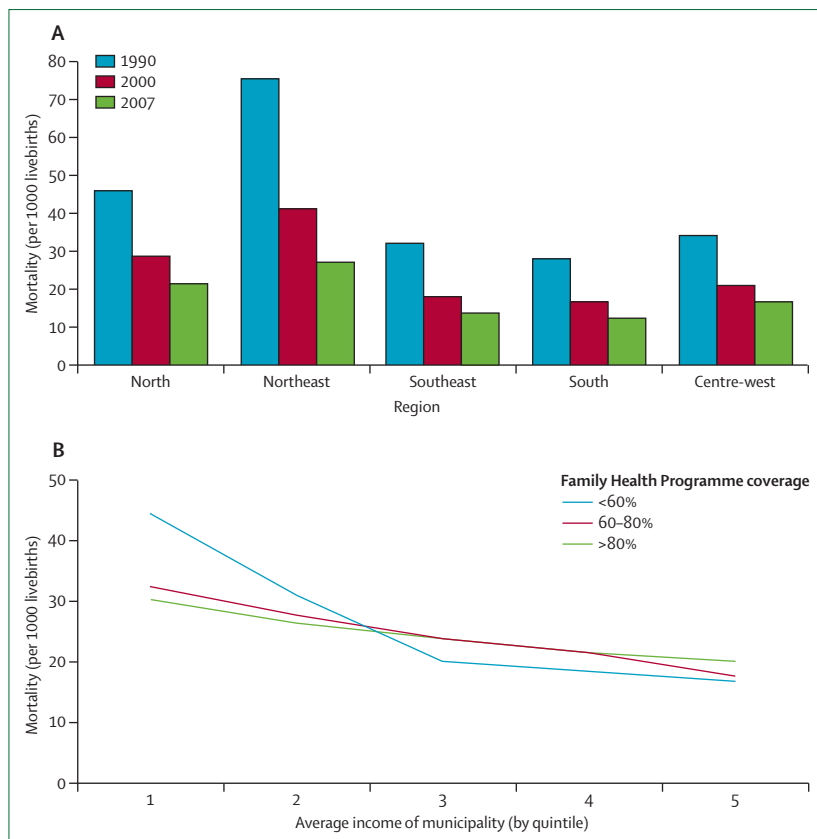 A
80
70
60
50
40
30
20
10
0
Mortality (per 1000 livebirths)
1990
2000
2007
North Northeast Southeast South Centre-west
Region
B
50
40
30
20
10
0
Mortality (per 1000 livebirths)
Family Health Programme coverage
<60%
60–80%
>80%
1 2 3 4 5
Average income of municipality (by quintile)